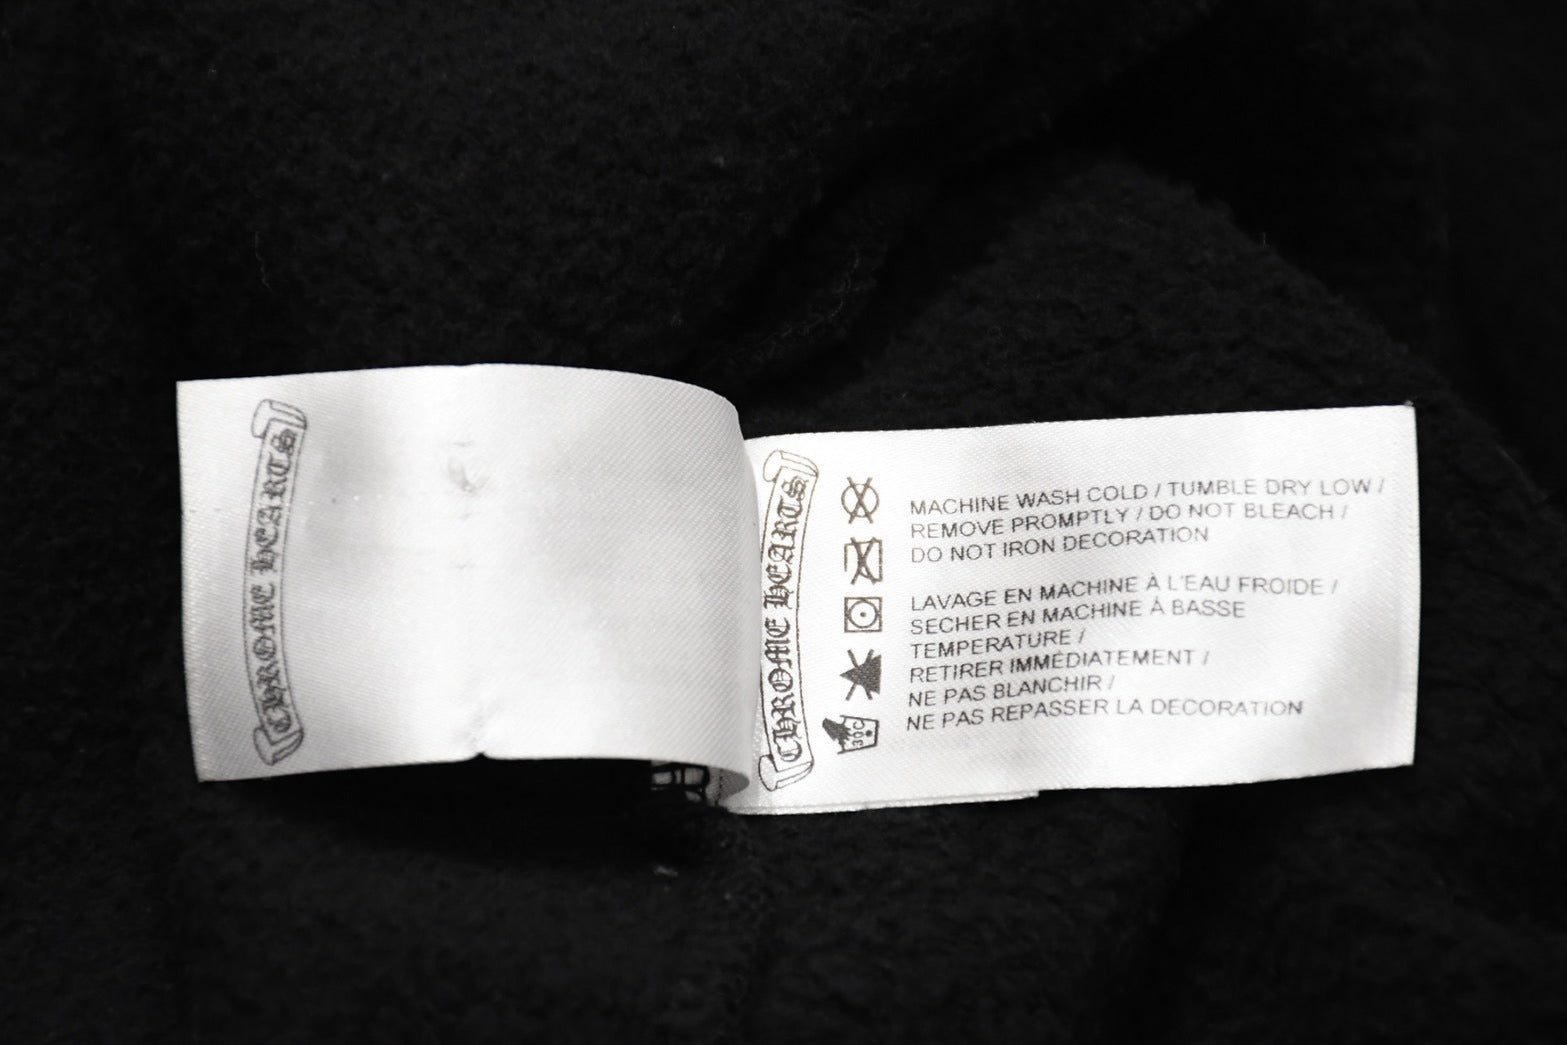 CHROME HEARTS
CHROME HEARTS
MACHINE WASH COLD / TUMBLE DRY LOW /
REMOVE PROMPTLY / DO NOT BLEACH /
DO NOT IRON DECORATION
LAVAGE EN MACHINE À L'EAU FROIDE /
SECHER EN MACHINE À BASSE
TEMPERATURE /
RETIRER IMMÉDIATEMENT /
NE PAS BLANCHIR /
NE PAS REPASSER LA DECORATION
30C